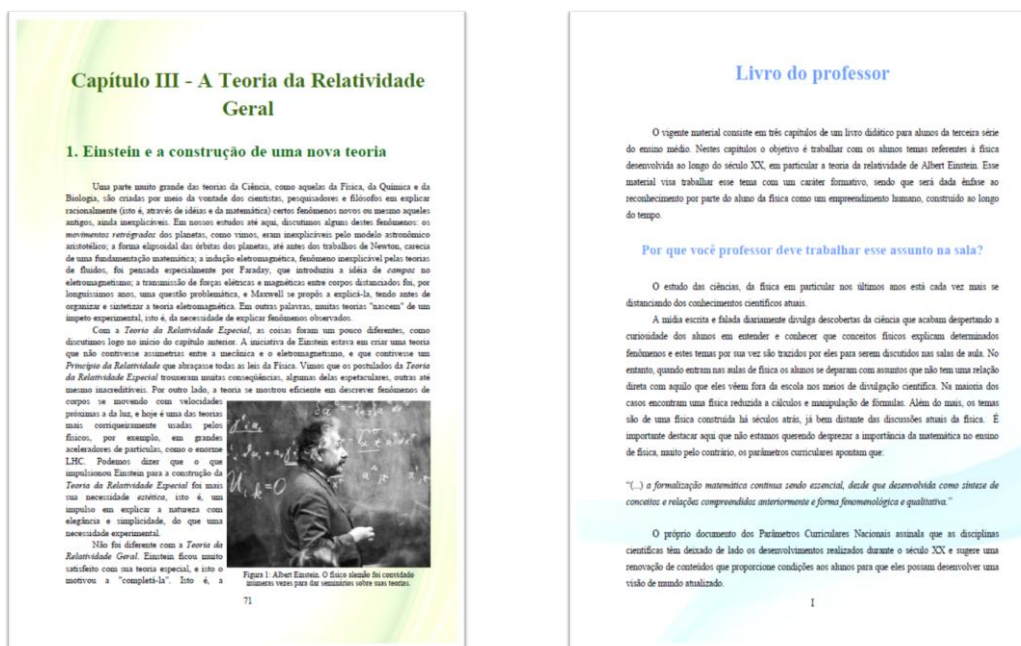 Capítulo III - A Teoria da Relatividade
Geral
1. Einstein e a construção de uma nova teoria
Uma parte muito grande das teorias da Ciência, como aquelas da Física, da Química e da
Biologia, são criadas por meio da vontade dos cientistas, pesquisadores e filósofos em explicar
racionalmente (isto é, através de idéias e da matemática) certos fenômenos novos ou mesmo aqueles
antigos, ainda inexplicáveis. Em nossos estudos até aqui, discutimos alguns destes fenômenos: os
movimentos retrógrados dos planetas, como vimos, eram inexplicáveis pelo modelo astronômico
aristotélico; a forma elipsoidal das órbitas dos planetas, até antes dos trabalhos de Newton, carecia
de uma fundamentação matemática; a indução eletromagnética, fenômeno inexplicável pelas teorias
de fluidos, foi pensada especialmente por Faraday, que introduziu a idéia de campos no
eletromagnetismo; a transmissão de forças elétricas e magnéticas entre corpos distanciados foi, por
longuíssimos anos, uma questão problemática, e Maxwell se propôs a explicá-la, tendo antes de
organizar e sintetizar a teoria eletromagnética. Em outras palavras, muitas teorias "nascem" de um
ímpeto experimental, isto é, da necessidade de explicar fenômenos observados.
Com a Teoria da Relatividade Especial, as coisas foram um pouco diferentes, como
discutimos logo no início do capítulo anterior. A iniciativa de Einstein estava em criar uma teoria
que não contivesse assimetrias entre a mecânica e o eletromagnetismo, e que contivesse um
Princípio da Relatividade que abraçasse todas as leis da Física. Vimos que os postulados da Teoria
da Relatividade Especial trouxeram muitas conseqüências, algumas delas espetaculares, outras até
mesmo inacreditáveis. Por outro lado, a teoria se mostrou eficiente em descrever fenômenos de
corpos se movendo com velocidades
próximas a da luz, e hoje é uma das teorias
mais corriqueiramente usadas pelos
físicos, por exemplo, em grandes
aceleradores de partículas, como o enorme
LHC. Podemos dizer que o que
impulsionou Einstein para a construção da
Teoria da Relatividade Especial foi mais
sua necessidade estética, isto é, um
impulso em explicar a natureza com
elegância e simplicidade, do que uma
necessidade experimental.
Não foi diferente com a Teoria da
Relatividade Geral. Einstein ficou muito
satisfeito com sua teoria especial, e isto o
motivou a "completá-la". Isto é, a
Figura 1: Albert Einstein. O físico alemão foi convidado
inúmeras vezes para dar seminários sobre suas teorias.
71
Livro do professor
O vigente material consiste em três capítulos de um livro didático para alunos da terceira série
do ensino médio. Nestes capítulos o objetivo é trabalhar com os alunos temas referentes à física
desenvolvida ao longo do século XX, em particular a teoria da relatividade de Albert Einstein. Esse
material visa trabalhar esse tema com um caráter formativo, sendo que será dada ênfase ao
reconhecimento por parte do aluno da física como um empreendimento humano, construído ao longo
do tempo.
Por que você professor deve trabalhar esse assunto na sala?
O estudo das ciências, da física em particular nos últimos anos está cada vez mais se
distanciando dos conhecimentos científicos atuais.
A mídia escrita e falada diariamente divulga descobertas da ciência que acabam despertando a
curiosidade dos alunos em entender e conhecer que conceitos físicos explicam determinados
fenômenos e estes temas por sua vez são trazidos por eles para serem discutidos nas salas de aula. No
entanto, quando entram nas aulas de física os alunos se deparam com assuntos que não tem uma relação
direta com aquilo que eles vêem fora da escola nos meios de divulgação científica. Na maioria dos
casos encontram uma física reduzida a cálculos e manipulação de fórmulas. Além do mais, os temas
são de uma física construída há séculos atrás, já bem distante das discussões atuais da física. É
importante destacar aqui que não estamos querendo desprezar a importância da matemática no ensino
de física, muito pelo contrário, os parâmetros curriculares apontam que:
"(...) a formalização matemática continua sendo essencial, desde que desenvolvida como síntese de
conceitos e relações compreendidos anteriormente e forma fenomenológica e qualitativa."
O próprio documento dos Parâmetros Curriculares Nacionais assinala que as disciplinas
científicas têm deixado de lado os desenvolvimentos realizados durante o século XX e sugere uma
renovação de conteúdos que proporcione condições aos alunos para que eles possam desenvolver uma
visão de mundo atualizado.
I